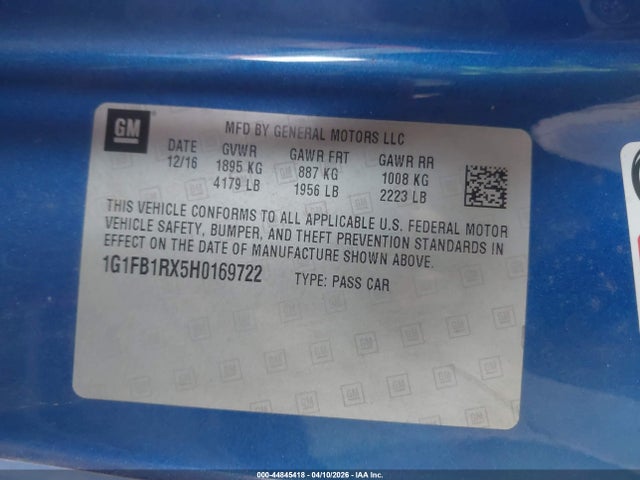 GM
MFD BY GENERAL MOTORS LLC
DATE GVWR GAWR FRT GAWR RR
12/16 1895 KG 887 KG 1008 KG
4179 LB 1956 LB 2223 LB
THIS VEHICLE CONFORMS TO ALL APPLICABLE U.S. FEDERAL MOTOR
VEHICLE SAFETY, BUMPER, AND THEFT PREVENTION STANDARDS IN
EFFECT ON THE DATE OF MANUFACTURE SHOWN ABOVE.
1G1FB1RX5H0169722 TYPE: PASS CAR
000-44845418 - 04/10/2026 - IAA Inc.